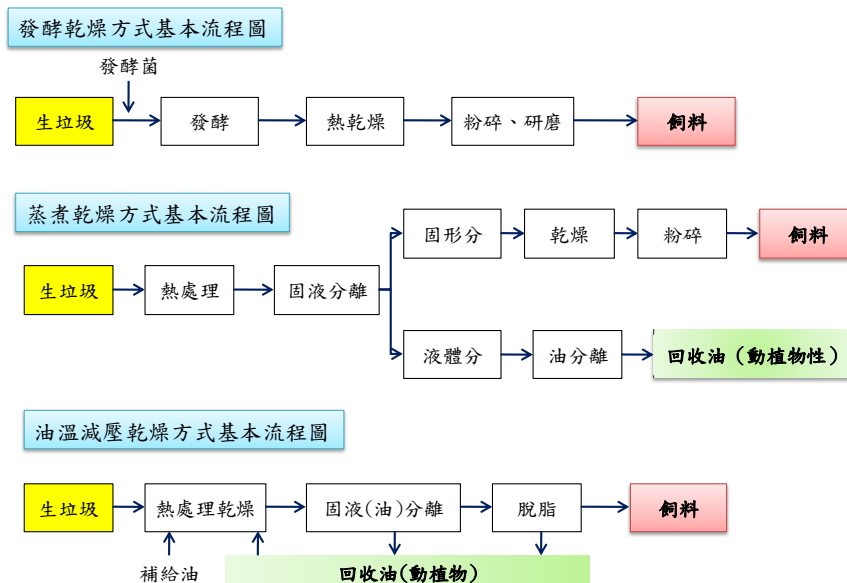 發酵乾燥方式基本流程圖
發酵菌
生垃圾
發酵
熱乾燥
粉碎、研磨
飼料
蒸煮乾燥方式基本流程圖
固形分
乾燥
粉碎
飼料
生垃圾
熱處理
固液分離
液體分
油分離
回收油（動植物性）
油溫減壓乾燥方式基本流程圖
生垃圾
熱處理乾燥
固液(油)分離
脫脂
飼料
補給油
回收油(動植物)